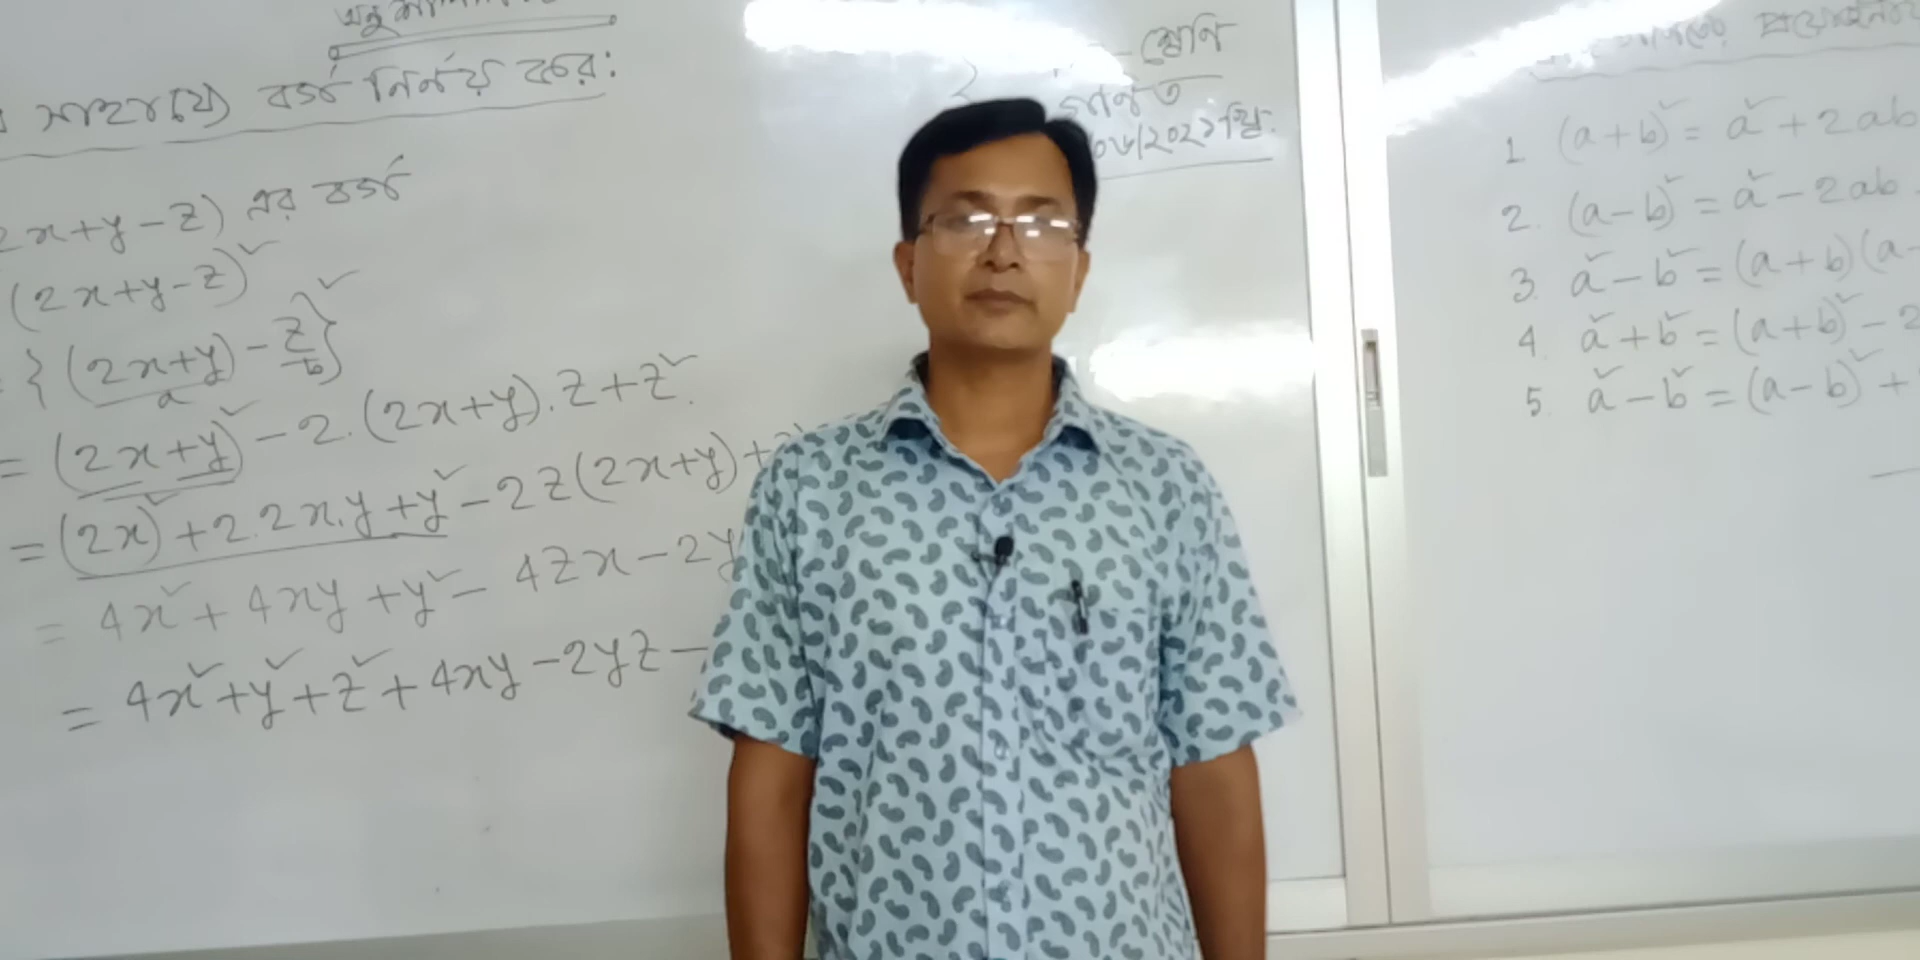 সাহায্যে বর্গ নির্ণয় কর:
2x+y-z) এর বর্গ
(2x+y-z)²
{(2x+y)-z}²
a b
= (2x+y)²-2.(2x+y).z+z².
= (2x)²+2.2x.y+y²-2z(2x+y)+
= 4x²+4xy+y²-4zx-2y
= 4x²+y²+z²+4xy-2yz-
শ্রেণি
গণিত
০৬/২০২১খ্রি.
1. (a+b)² = a²+2ab
2. (a-b)² = a²-2ab
3. a²-b² = (a+b)(a-
4. a²+b² = (a+b)²-2
5. a²-b² = (a-b)²+